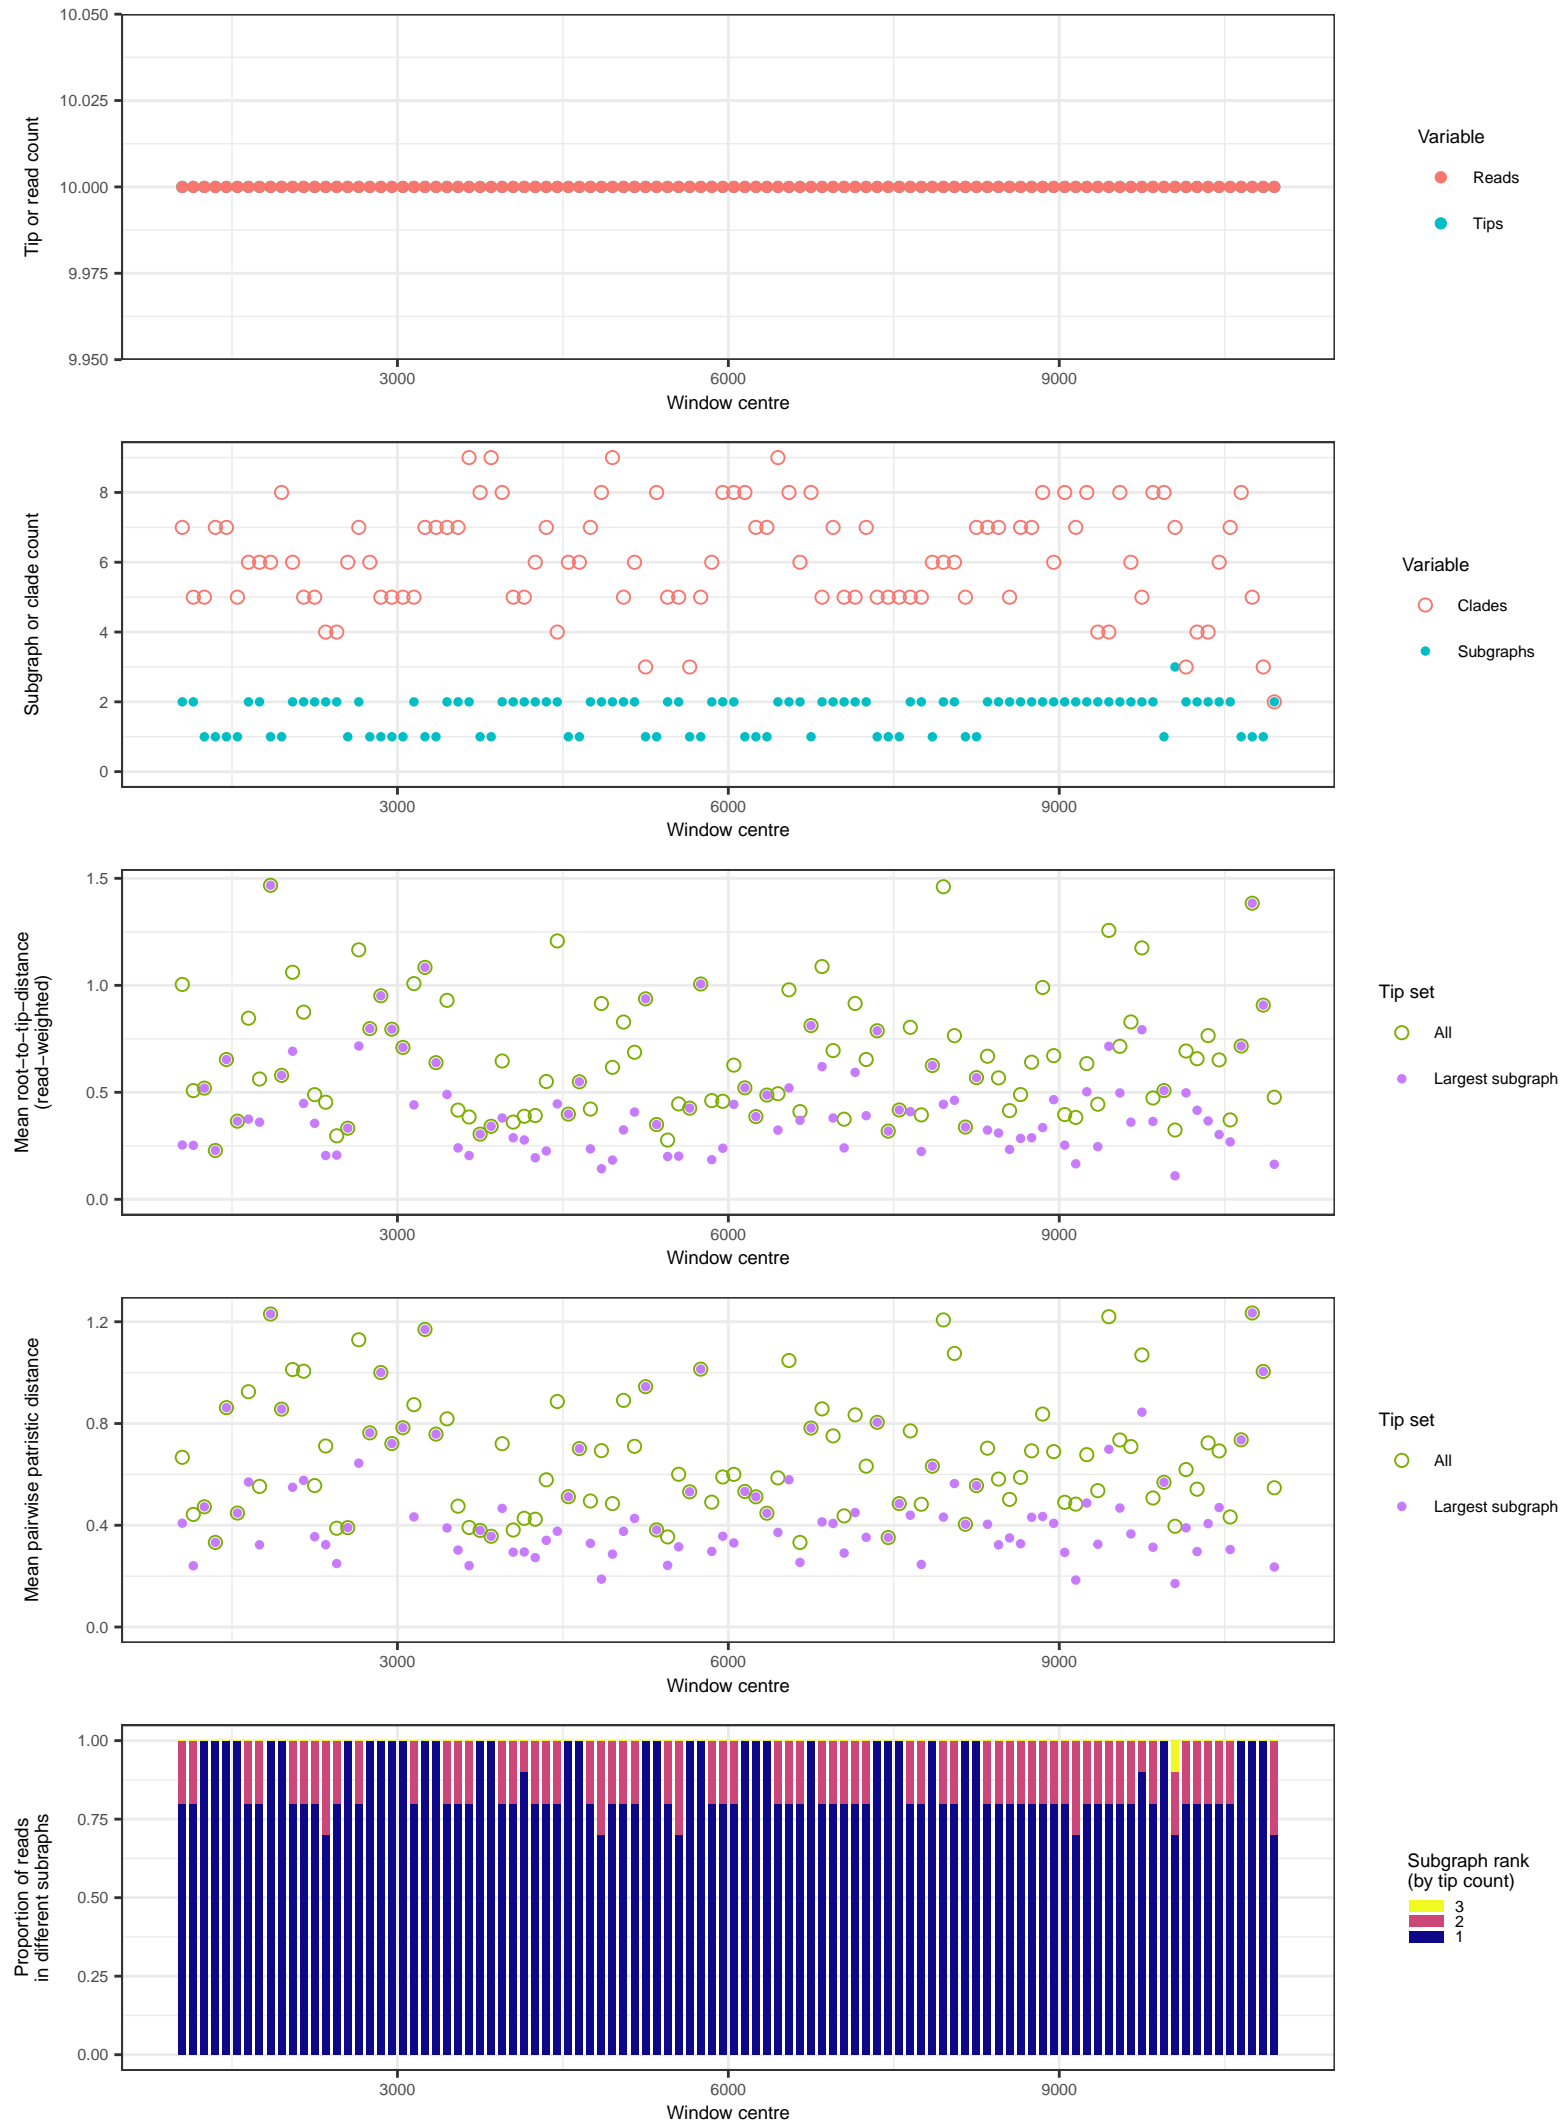 10.050
10.025
10.000
9.975
9.950
Tip or read count
3000
6000
9000
Window centre
Variable
Reads
Tips
8
6
4
2
0
Subgraph or clade count
3000
6000
9000
Window centre
Variable
Clades
Subgraphs
1.5
1.0
0.5
0.0
Mean root−to−tip−distance
(read−weighted)
3000
6000
9000
Window centre
Tip set
All
Largest subgraph
1.2
0.8
0.4
0.0
Mean pairwise patristic distance
3000
6000
9000
Window centre
Tip set
All
Largest subgraph
1.00
0.75
0.50
0.25
0.00
Proportion of reads
in different subraphs
3000
6000
9000
Window centre
Subgraph rank
(by tip count)
3
2
1